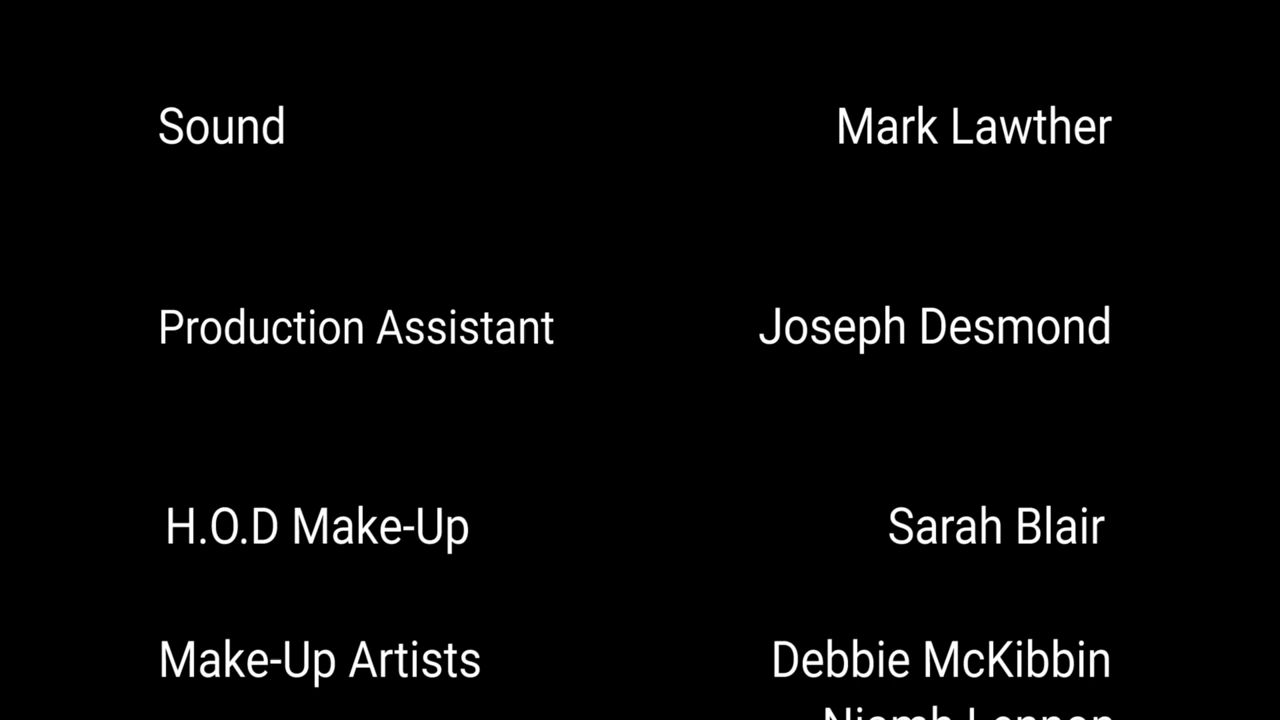 Sound Mark Lawther
Production Assistant Joseph Desmond
H.O.D Make-Up Sarah Blair
Make-Up Artists Debbie McKibbin